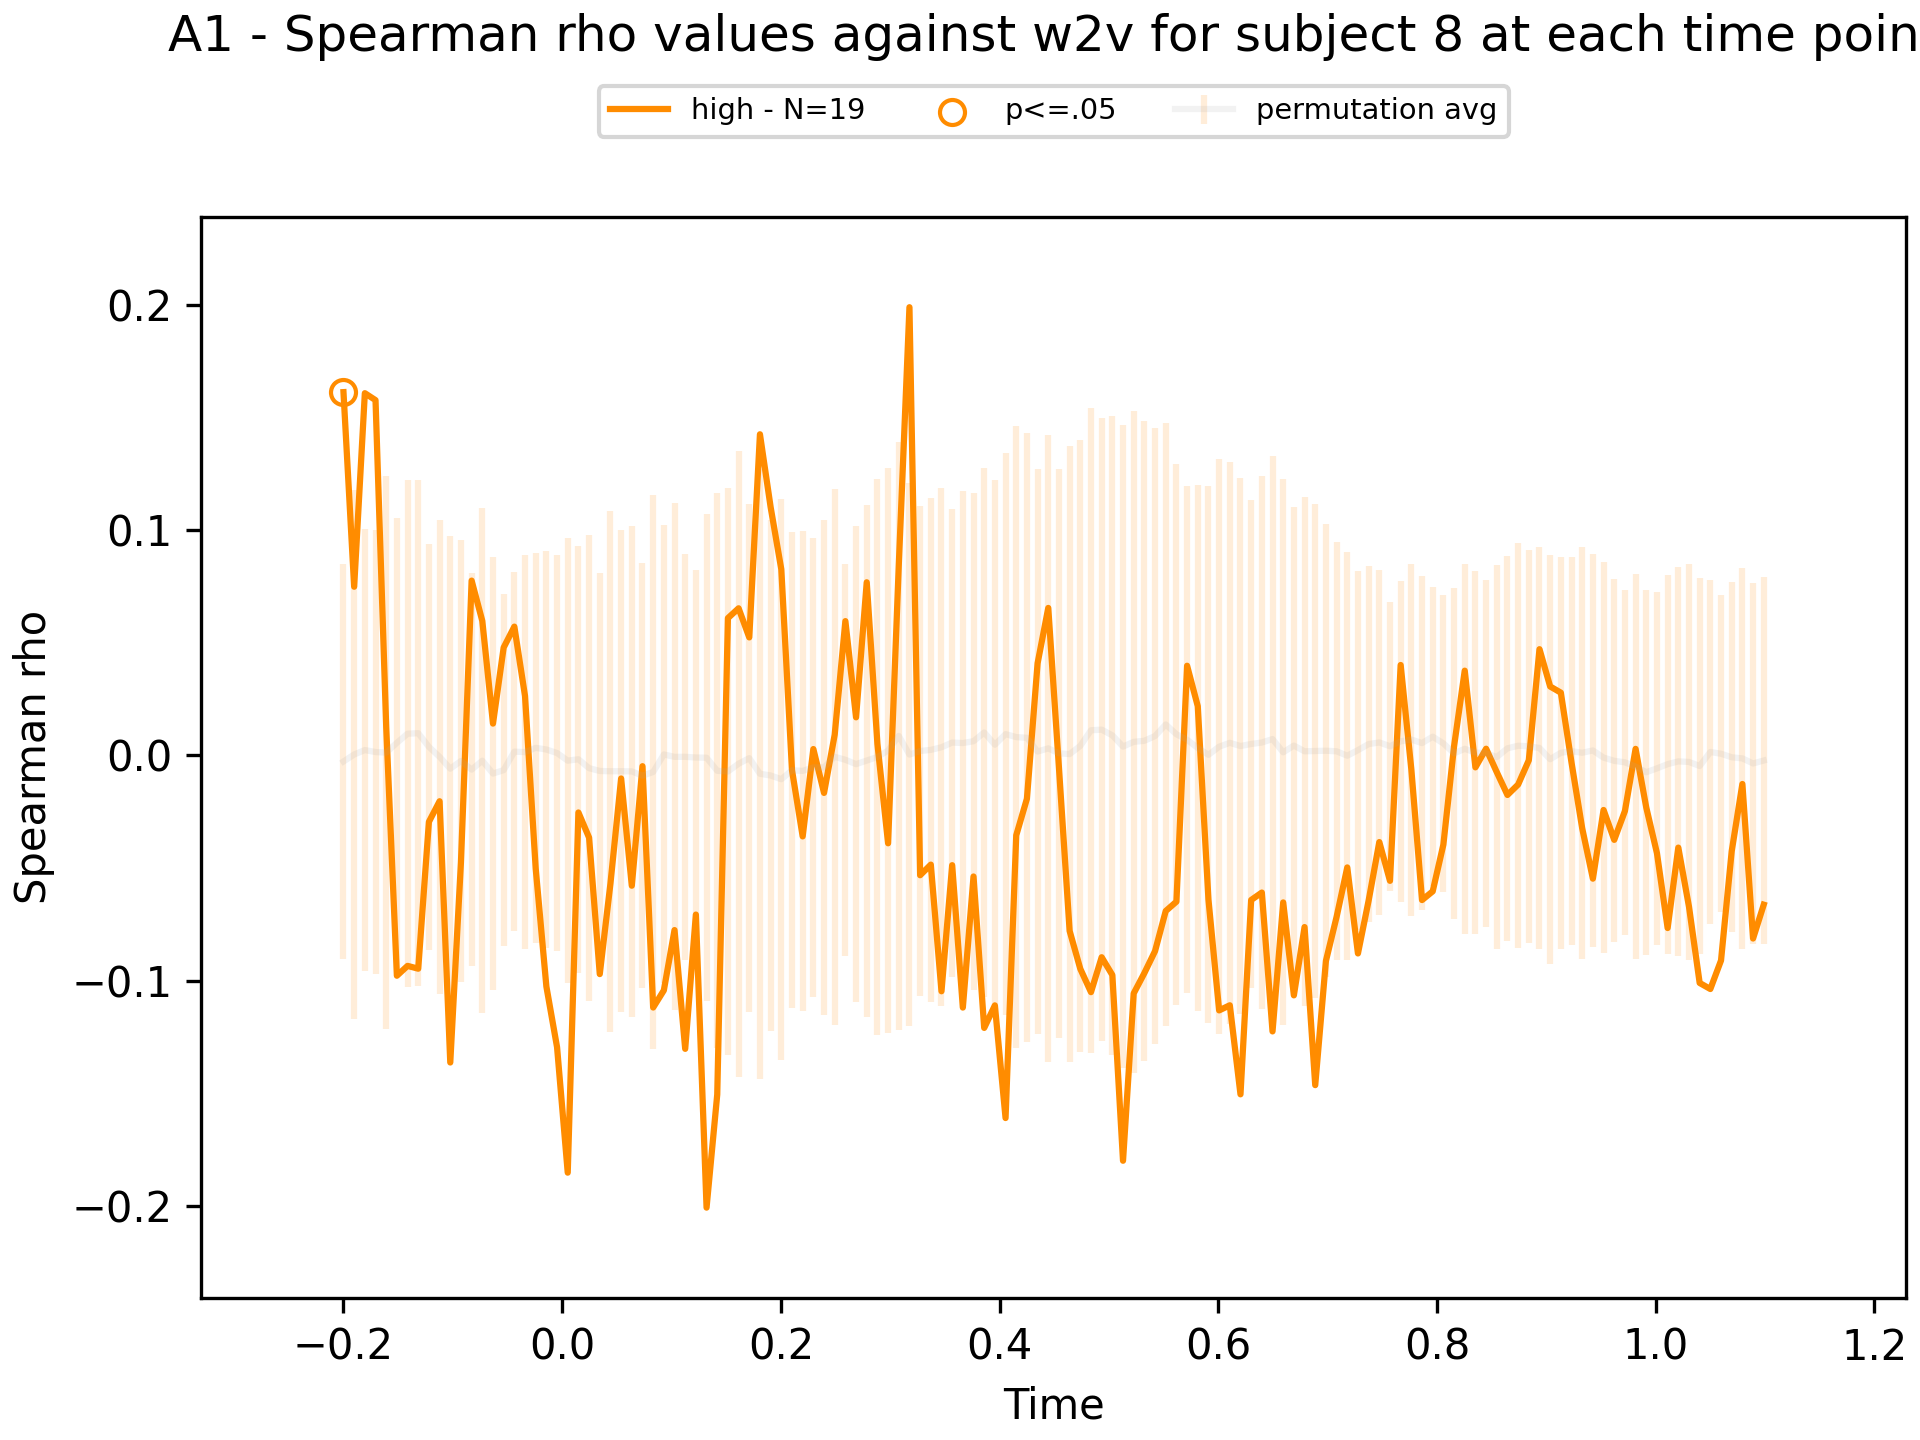 A1 - Spearman rho values against w2v for subject 8 at each time poin
high - N=19 p<=.05 permutation avg
0.2
0.1
0.0
−0.1
−0.2
Spearman rho
−0.2 0.0 0.2 0.4 0.6 0.8 1.0 1.2
Time